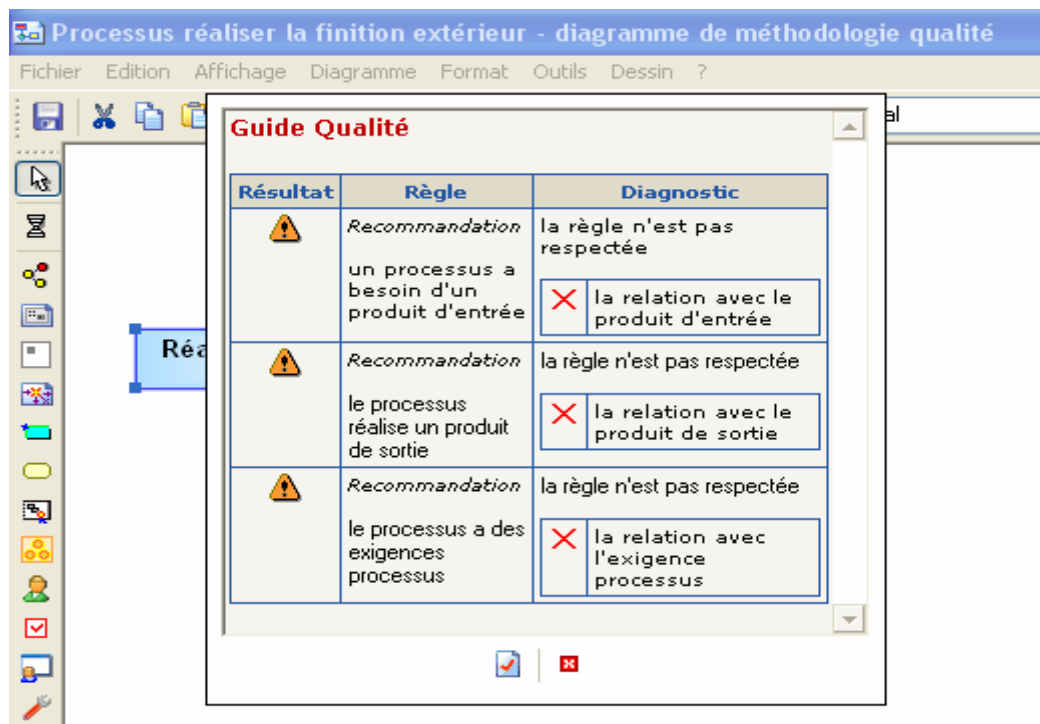 Processus réaliser la finition extérieur - diagramme de méthodologie qualité
Fichier Edition Affichage Diagramme Format Outils Dessin ?
al
Guide Qualité
Résultat Règle Diagnostic
Recommandation
un processus a
besoin d'un
produit d'entrée
la règle n'est pas
respectée
la relation avec le
produit d'entrée
Réa
Recommandation
le processus
réalise un produit
de sortie
la règle n'est pas respectée
la relation avec le
produit de sortie
Recommandation
le processus a des
exigences
processus
la règle n'est pas respectée
la relation avec
l'exigence
processus